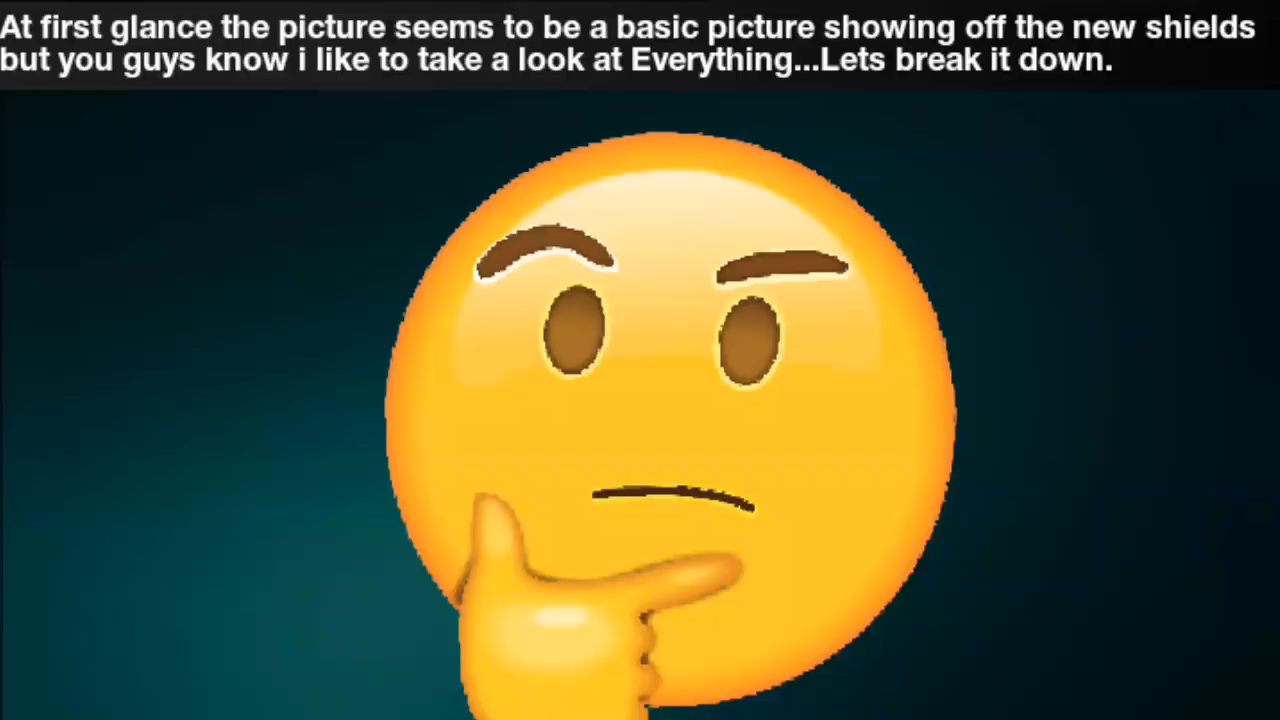 At first glance the picture seems to be a basic picture showing off the new shields
but you guys know i like to take a look at Everything...Lets break it down.